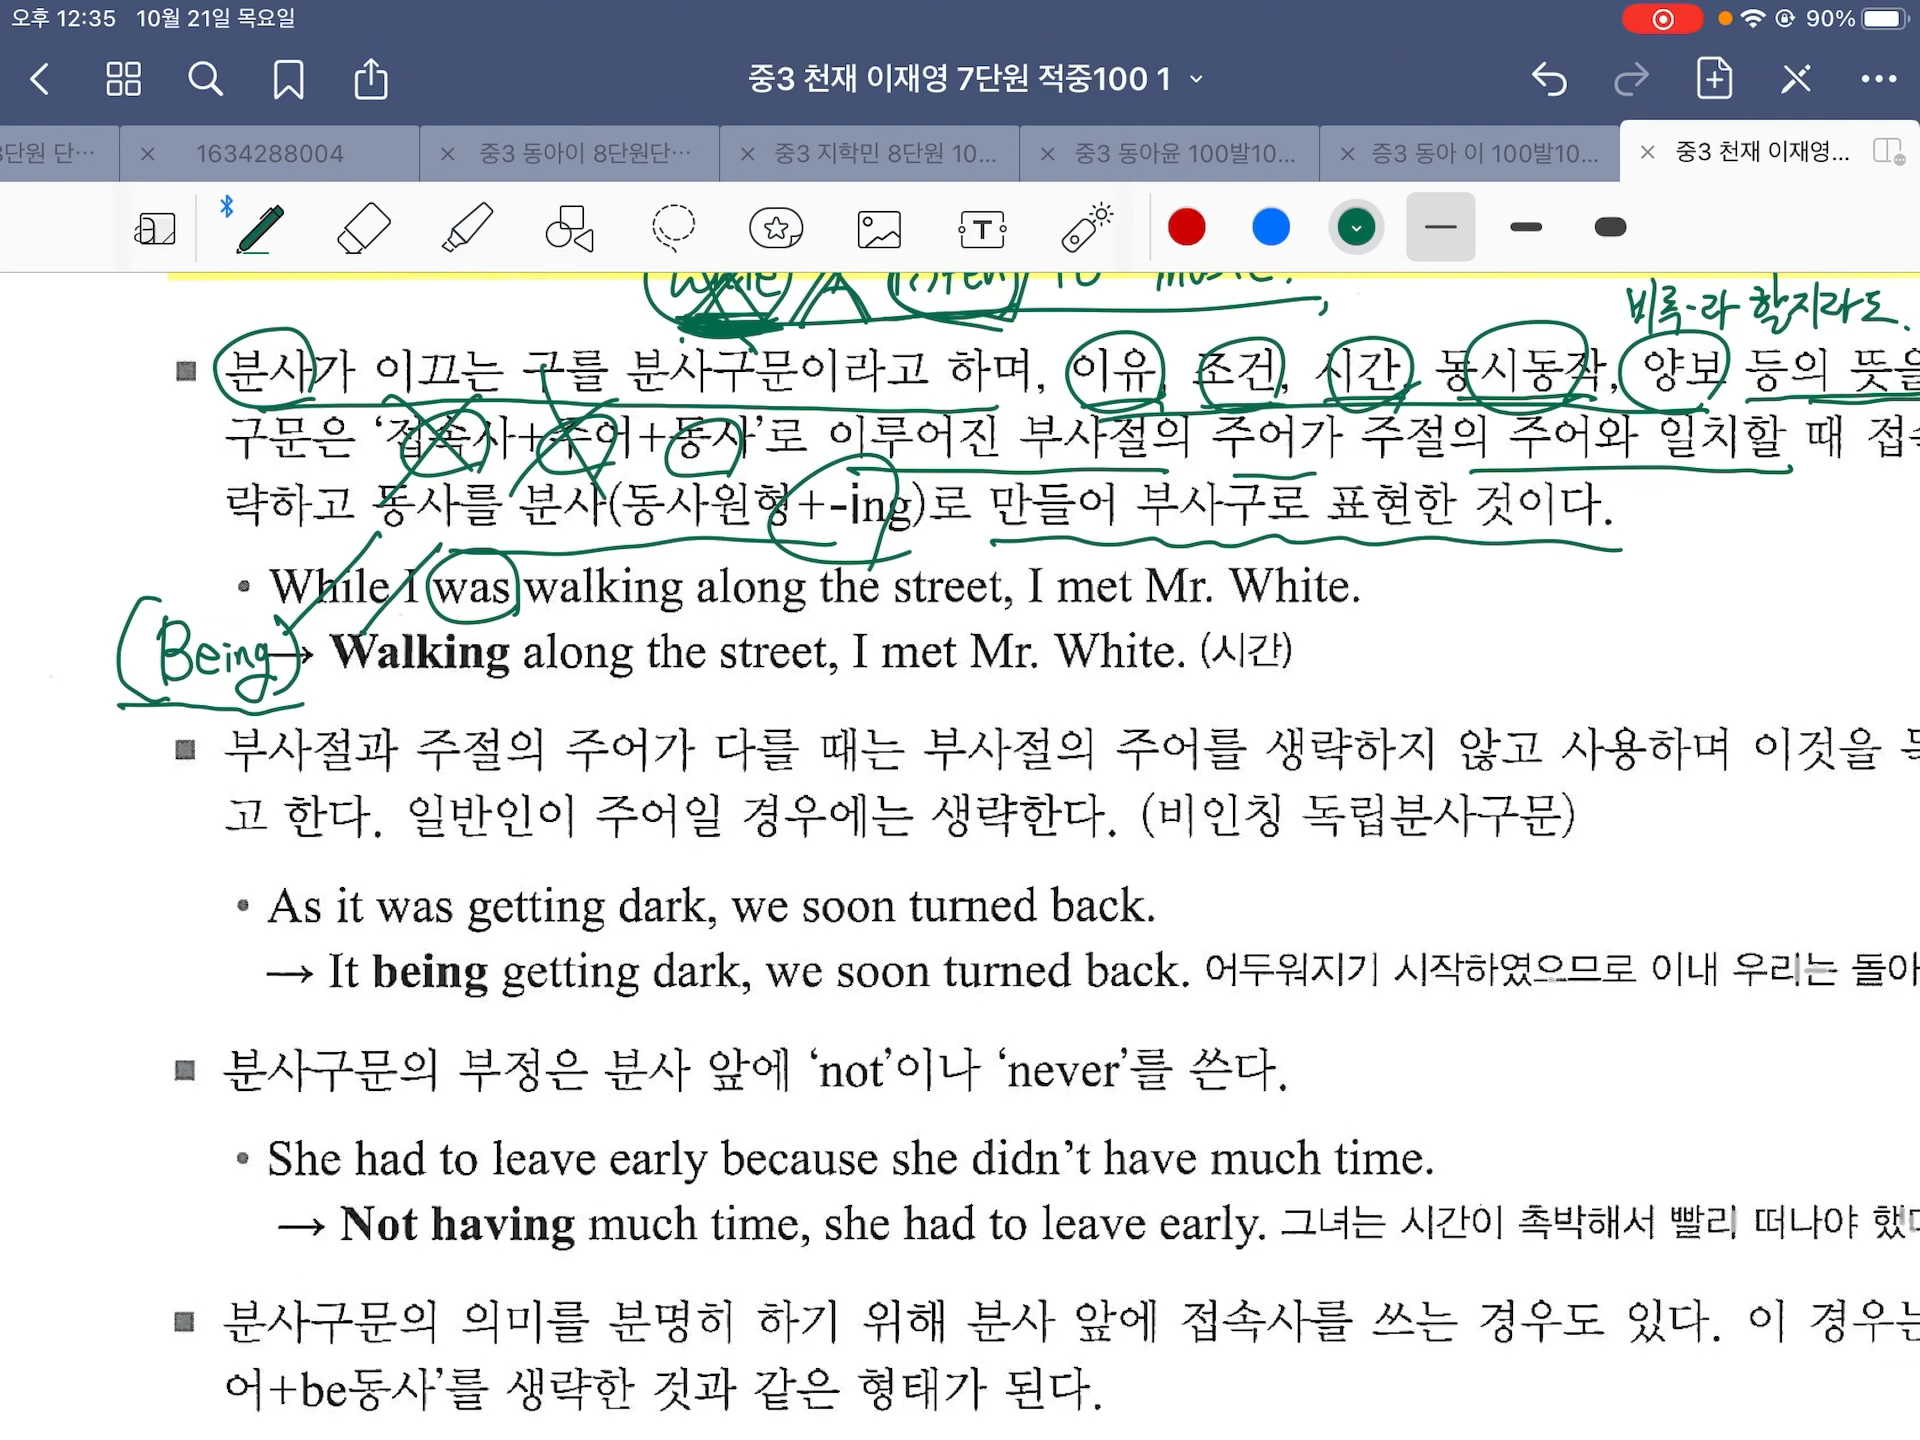 오후 12:35 10월 21일 목요일 90%
중3 천재 이재영 7단원 적중100 1
3단원 단… 1634288004 중3 동아이 8단원단… 중3 지학민 8단원 10... 중3 동아윤 100발10... 증3 동아 이 100발10... 중3 천재 이재영...
to music.
비록-라 할지라도.
분사가 이끄는 구를 분사구문이라고 하며, 이유, 조건, 시간, 동시동작, 양보 등의 뜻을
구문은 ‘접속사+주어+동사’로 이루어진 부사절의 주어가 주절의 주어와 일치할 때 접속
략하고 동사를 분사(동사원형+-ing)로 만들어 부사구로 표현한 것이다.
• While I was walking along the street, I met Mr. White.
(Being) → Walking along the street, I met Mr. White. (시간)
부사절과 주절의 주어가 다를 때는 부사절의 주어를 생략하지 않고 사용하며 이것을
고 한다. 일반인이 주어일 경우에는 생략한다. (비인칭 독립분사구문)
• As it was getting dark, we soon turned back.
→ It being getting dark, we soon turned back. 어두워지기 시작하였으므로 이내 우리는 돌아
분사구문의 부정은 분사 앞에 ‘not’이나 ‘never’를 쓴다.
• She had to leave early because she didn’t have much time.
→ Not having much time, she had to leave early. 그녀는 시간이 촉박해서 빨리 떠나야 했다
분사구문의 의미를 분명히 하기 위해 분사 앞에 접속사를 쓰는 경우도 있다. 이 경우는
어+be동사’를 생략한 것과 같은 형태가 된다.